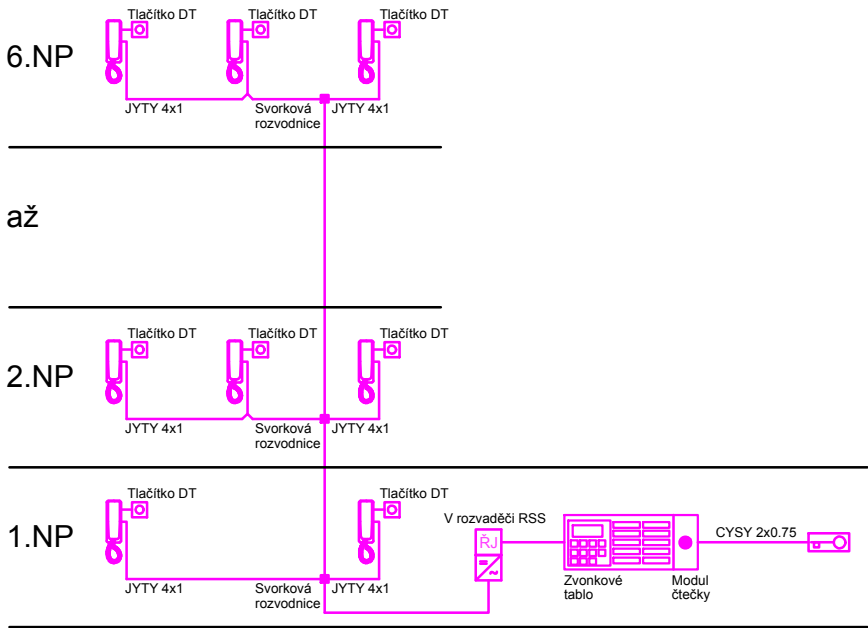 Tlačítko DT
Tlačítko DT
Tlačítko DT
6.NP
JYTY 4x1
Svorková
rozvodnice
JYTY 4x1
až
Tlačítko DT
Tlačítko DT
Tlačítko DT
2.NP
JYTY 4x1
Svorková
rozvodnice
JYTY 4x1
Tlačítko DT
Tlačítko DT
1.NP
V rozvaděči RSS
ŘJ
CYSY 2x0.75
JYTY 4x1
Svorková
rozvodnice
JYTY 4x1
Zvonkové
tablo
Modul
čtečky